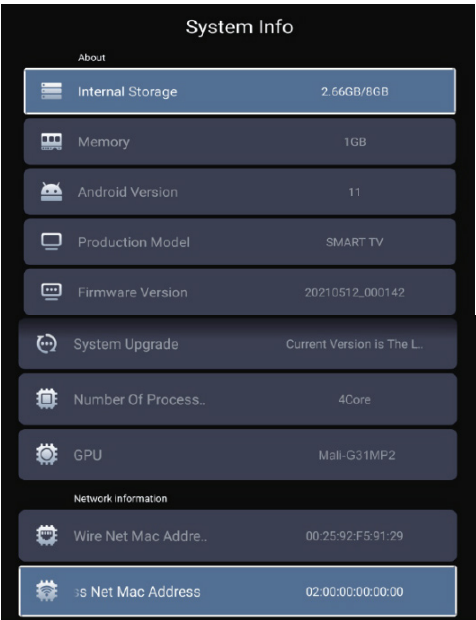 System Info
About
Internal Storage 2.66GB/8GB
Memory 1GB
Android Version 11
Production Model SMART TV
Firmware Version 20210512_000142
System Upgrade Current Version is The L..
Number Of Process.. 4Core
GPU Mali-G31MP2
Network information
Wire Net Mac Addre.. 00:25:92:F5:91:29
ss Net Mac Address 02:00:00:00:00:00